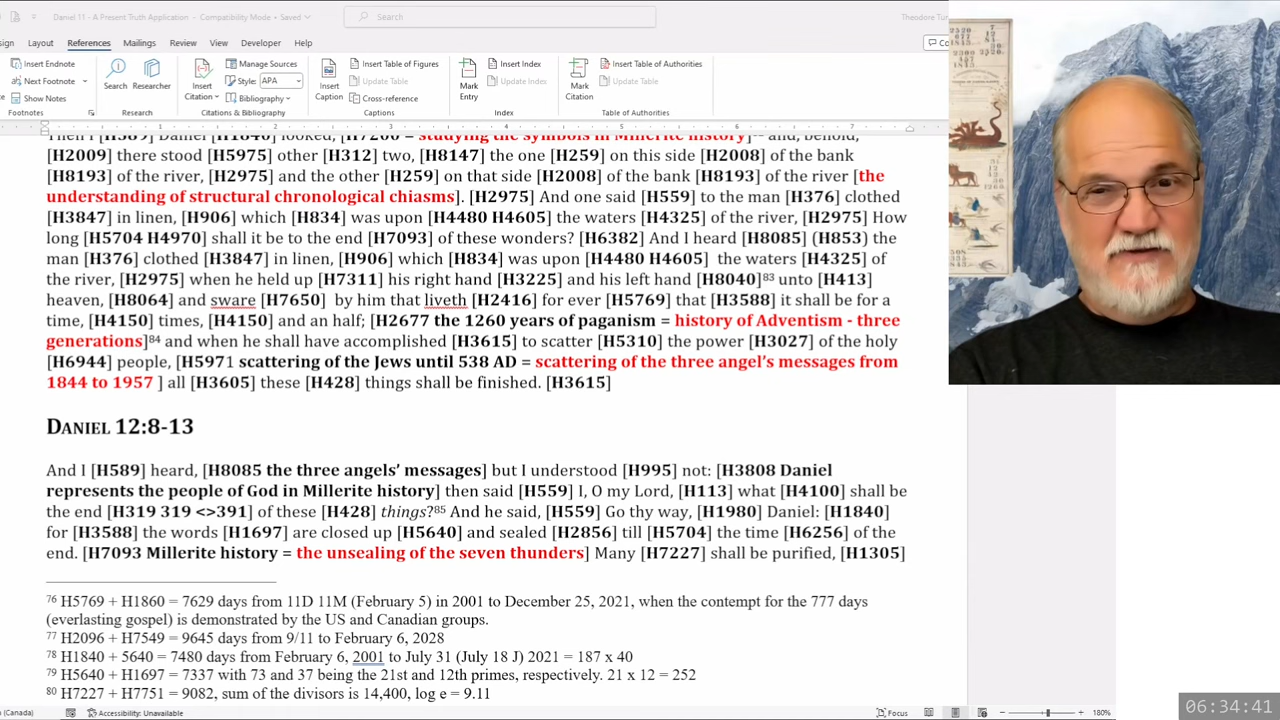 Daniel 11 - A Present Truth Application - Compatibility Mode • Saved
Search
Theodore Tur
sign Layout References Mailings Review View Developer Help
Insert Endnote
Next Footnote
Show Notes
Footnotes
Search
Researcher
Research
Insert Citation
Manage Sources
Style: APA
Bibliography
Citations & Bibliography
Insert Caption
Insert Table of Figures
Update Table
Cross-reference
Captions
Mark Entry
Insert Index
Update Index
Index
Mark Citation
Insert Table of Authorities
Update Table
Table of Authorities
[H2009] there stood [H5975] other [H312] two, [H8147] the one [H259] on this side [H2008] of the bank
[H8193] of the river, [H2975] and the other [H259] on that side [H2008] of the bank [H8193] of the river [the
understanding of structural chronological chiasms]. [H2975] And one said [H559] to the man [H376] clothed
[H3847] in linen, [H906] which [H834] was upon [H4480 H4605] the waters [H4325] of the river, [H2975] How
long [H5704 H4970] shall it be to the end [H7093] of these wonders? [H6382] And I heard [H8085] (H853) the
man [H376] clothed [H3847] in linen, [H906] which [H834] was upon [H4480 H4605] the waters [H4325] of
the river, [H2975] when he held up [H7311] his right hand [H3225] and his left hand [H8040]83 unto [H413]
heaven, [H8064] and sware [H7650] by him that liveth [H2416] for ever [H5769] that [H3588] it shall be for a
time, [H4150] times, [H4150] and an half; [H2677 the 1260 years of paganism = history of Adventism - three
generations]84 and when he shall have accomplished [H3615] to scatter [H5310] the power [H3027] of the holy
[H6944] people, [H5971 scattering of the Jews until 538 AD = scattering of the three angel's messages from
1844 to 1957 ] all [H3605] these [H428] things shall be finished. [H3615]
DANIEL 12:8-13
And I [H589] heard, [H8085 the three angels' messages] but I understood [H995] not: [H3808 Daniel
represents the people of God in Millerite history] then said [H559] I, O my Lord, [H113] what [H4100] shall be
the end [H319 319 <>391] of these [H428] things?85 And he said, [H559] Go thy way, [H1980] Daniel: [H1840]
for [H3588] the words [H1697] are closed up [H5640] and sealed [H2856] till [H5704] the time [H6256] of the
end. [H7093 Millerite history = the unsealing of the seven thunders] Many [H7227] shall be purified, [H1305]
76 H5769 + H1860 = 7629 days from 11D 11M (February 5) in 2001 to December 25, 2021, when the contempt for the 777 days
(everlasting gospel) is demonstrated by the US and Canadian groups.
77 H2096 + H7549 = 9645 days from 9/11 to February 6, 2028
78 H1840 + 5640 = 7480 days from February 6, 2001 to July 31 (July 18 J) 2021 = 187 x 40
79 H5640 + H1697 = 7337 with 73 and 37 being the 21st and 12th primes, respectively. 21 x 12 = 252
80 H7227 + H7751 = 9082, sum of the divisors is 14,400, log e = 9.11
(Canada)
Accessibility: Unavailable
Focus
180%
06:34:41